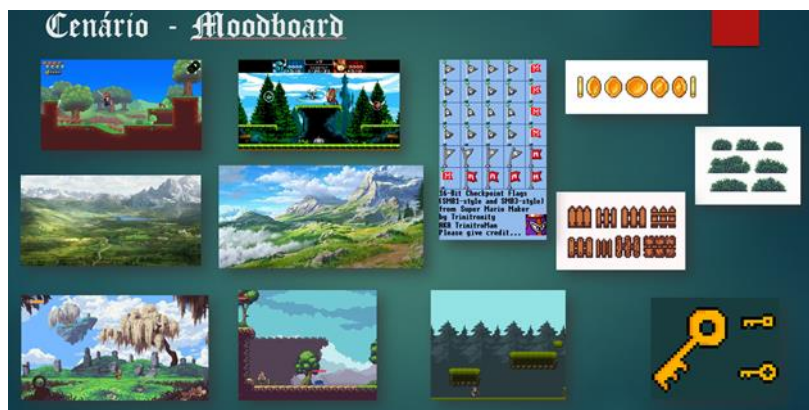 Cenário - Moodboard
16-Bit Checkpoint Flags
(SMB1-style and SMB3-style)
from Super Mario Maker
by Trinitronity
AKA TrinitroMan
Please give credit...